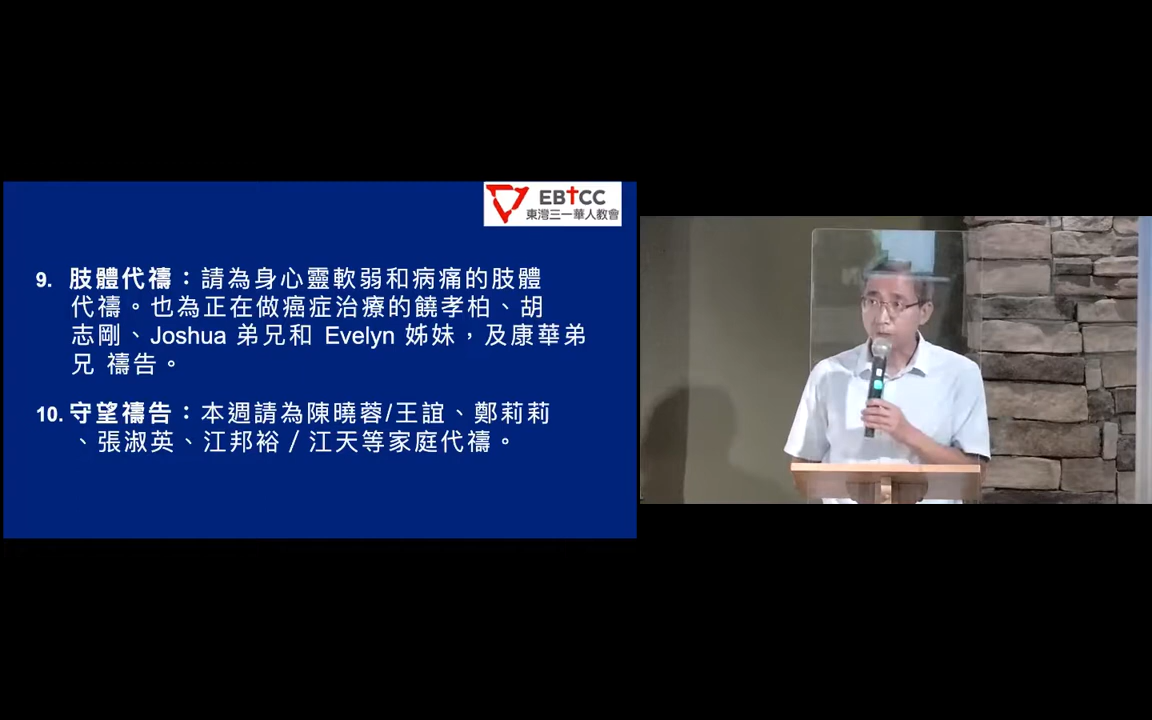 EBTCC
東灣三一華人教會
9. 肢體代禱：請為身心靈軟弱和病痛的肢體
代禱。也為正在做癌症治療的饒孝柏、胡
志剛、Joshua 弟兄和 Evelyn 姊妹，及康華弟
兄 禱告。
10. 守望禱告：本週請為陳曉蓉/王誼、鄭莉莉
、張淑英、江邦裕 / 江天等家庭代禱。